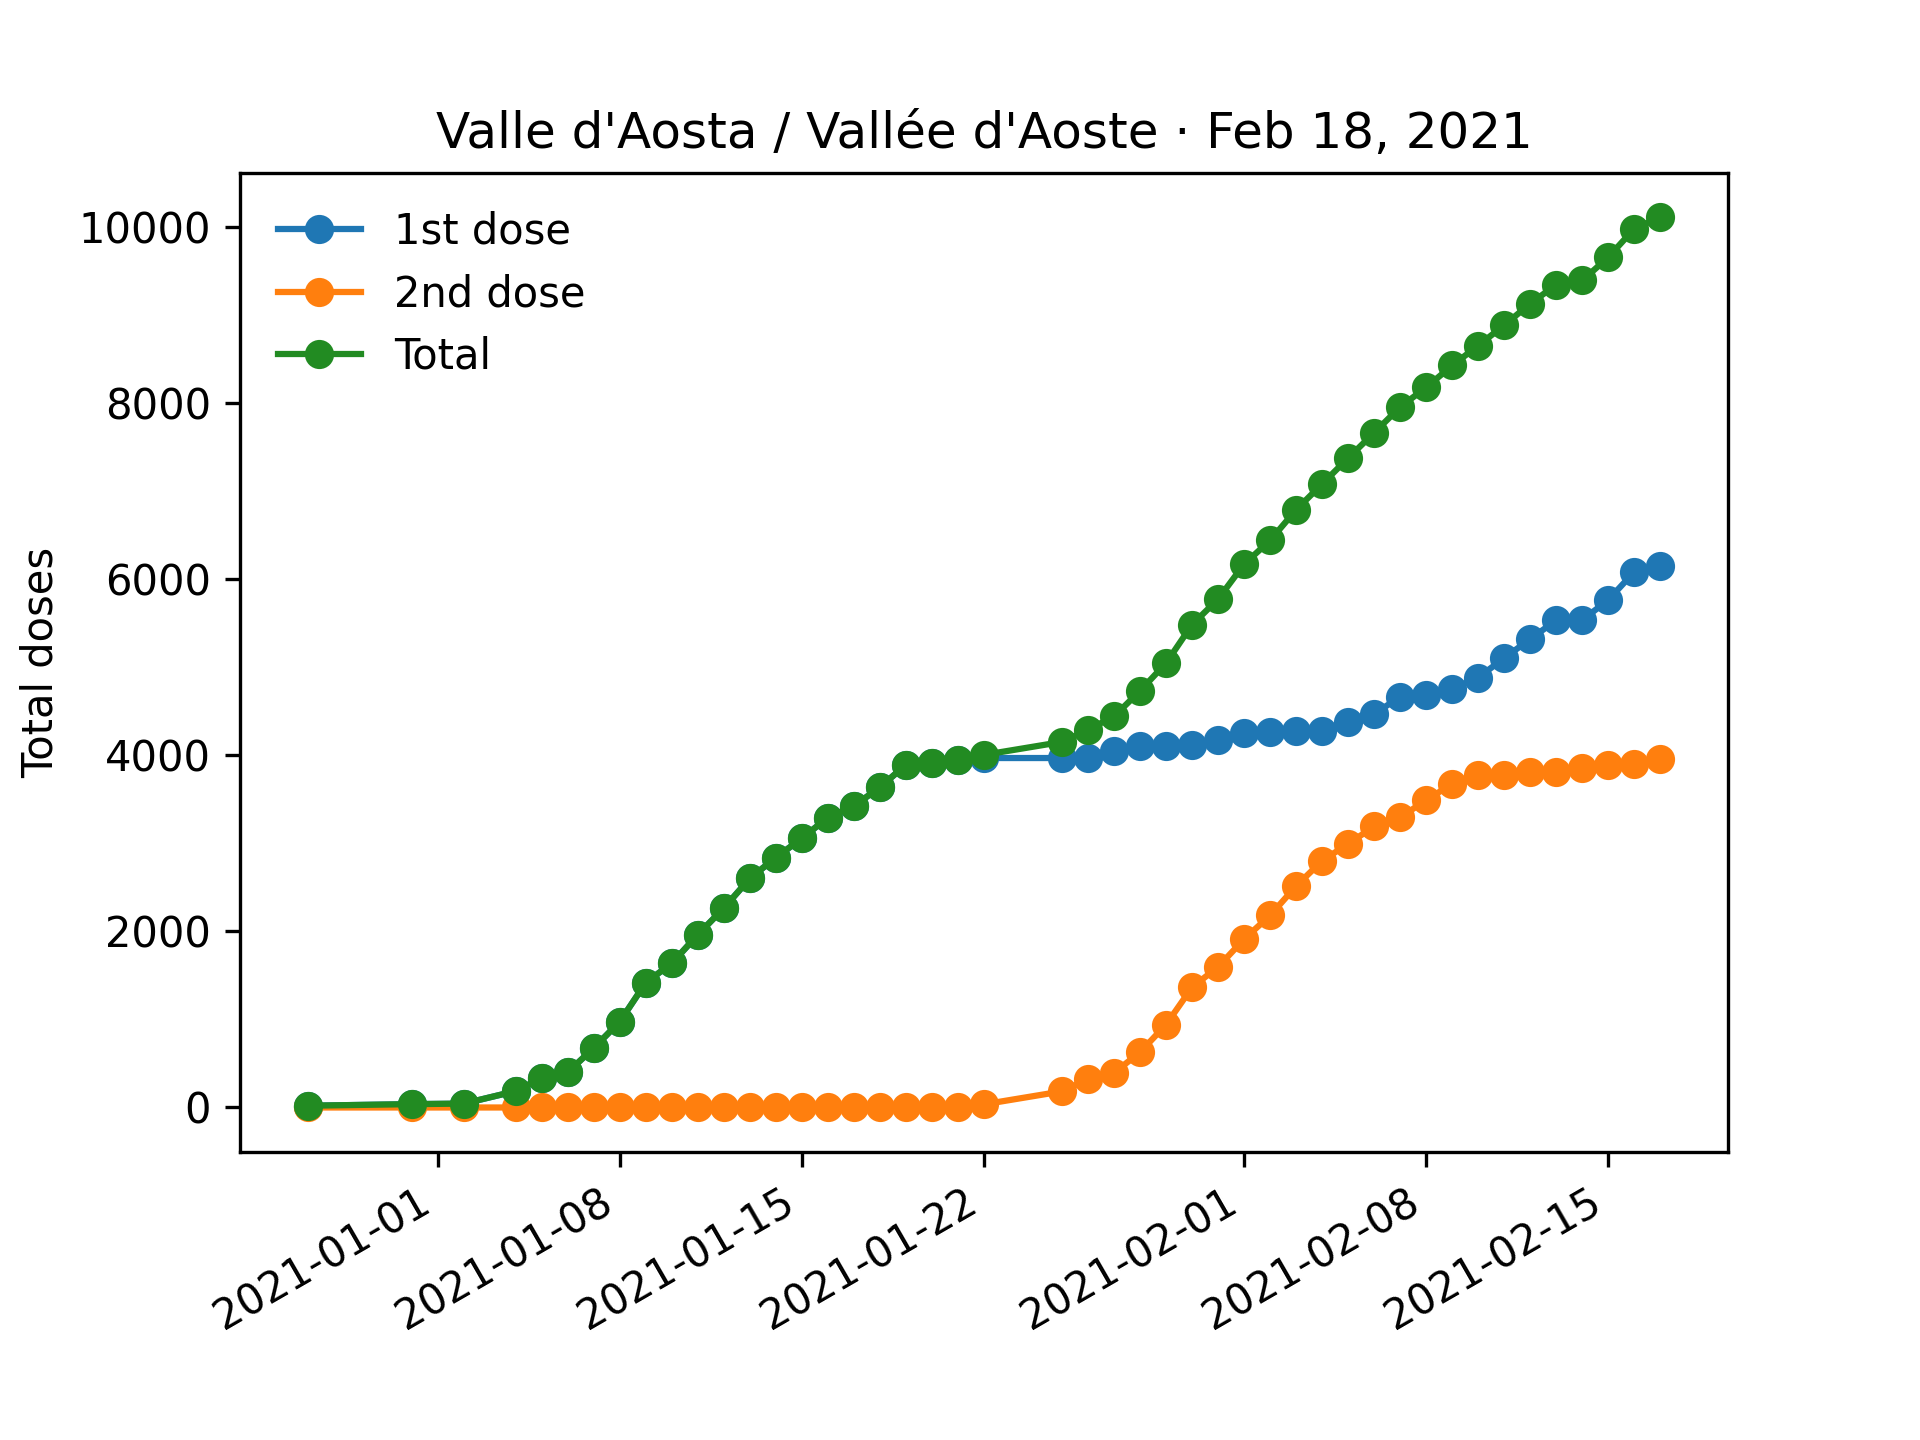 Valle d'Aosta / Vallée d'Aoste · Feb 18, 2021
1st dose
2nd dose
Total
Total doses
10000
8000
6000
4000
2000
0
2021-01-01
2021-01-08
2021-01-15
2021-01-22
2021-02-01
2021-02-08
2021-02-15